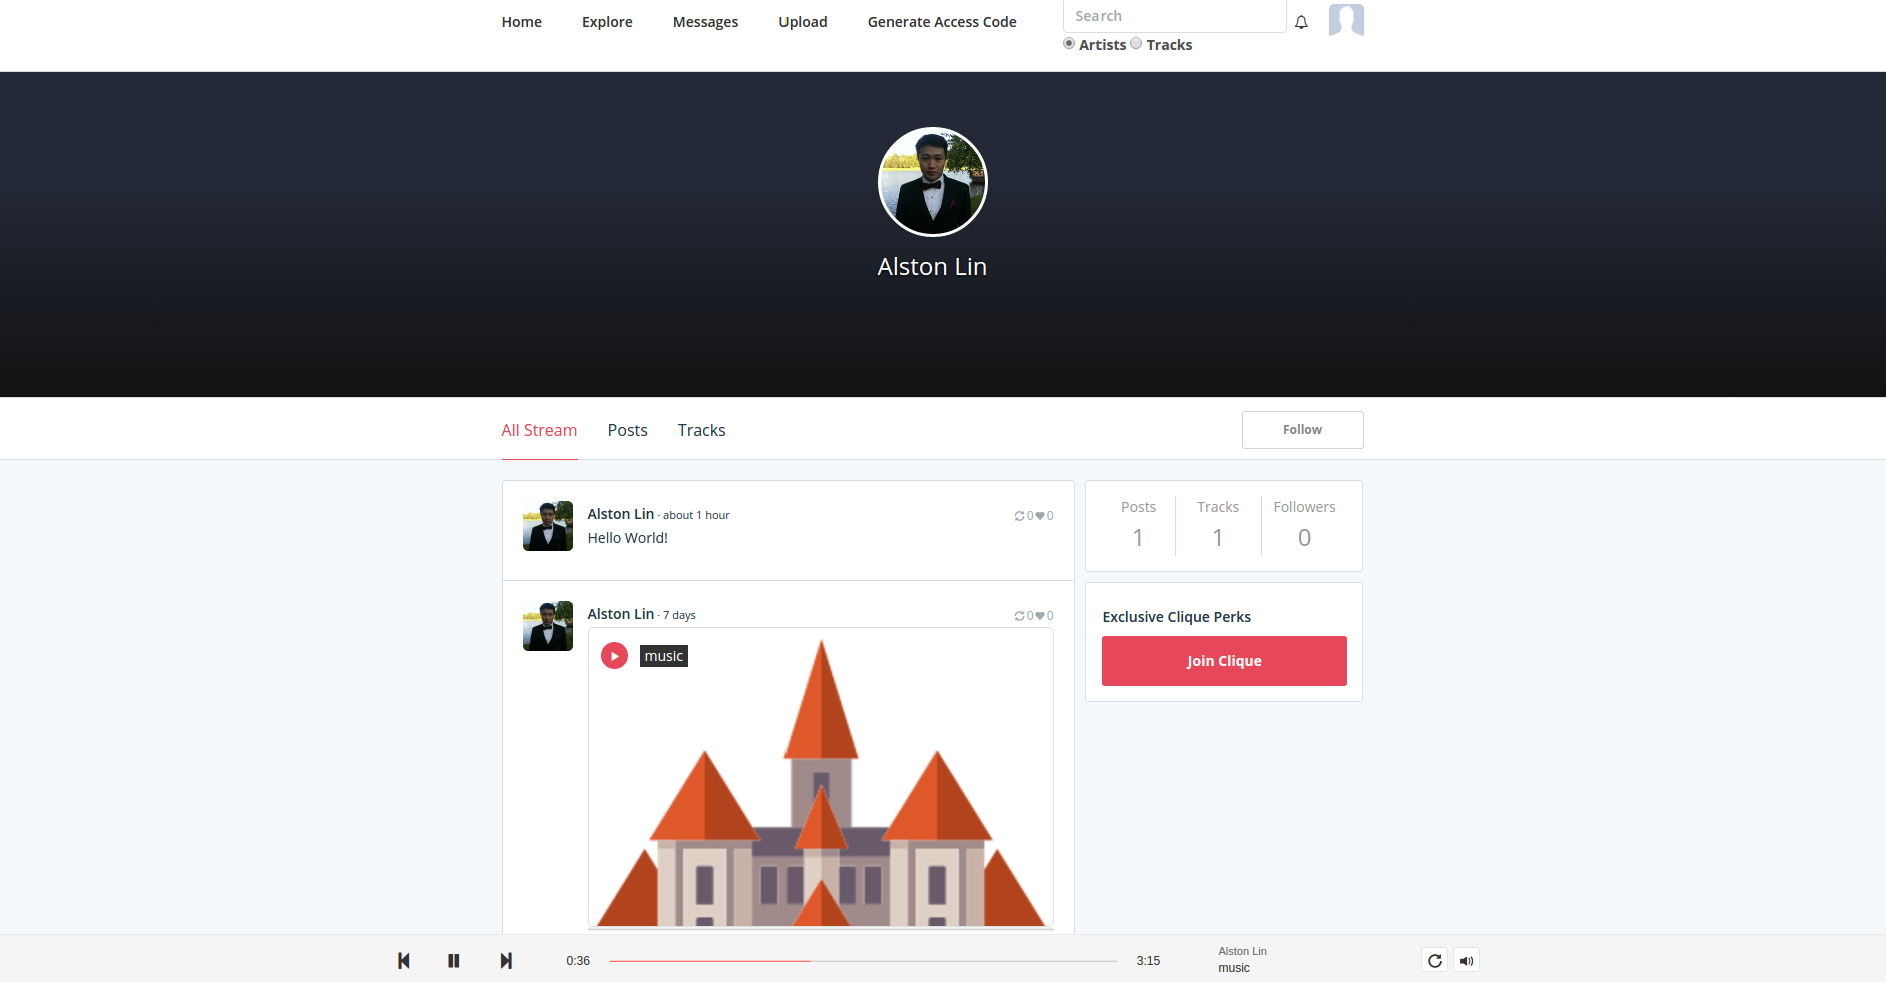 Home Explore Messages Upload Generate Access Code Search
Artists Tracks
Alston Lin
All Stream Posts Tracks Follow
Alston Lin · about 1 hour 0 0
Hello World!
Posts Tracks Followers
1 1 0
Alston Lin · 7 days 0 0
music
Exclusive Clique Perks
Join Clique
0:36 3:15
Alston Lin
music